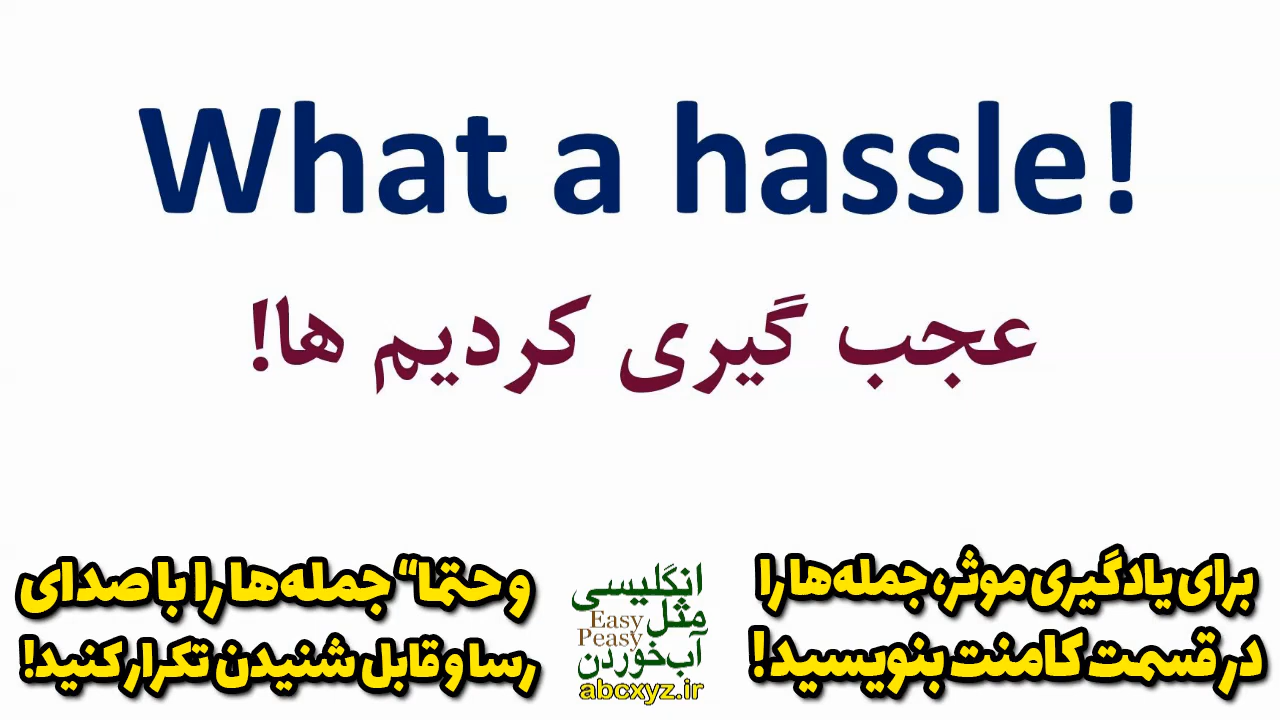 What a hassle!
عجب گیری کردیم ها!
برای یادگیری موثر، جمله‌ها را
در قسمت کامنت بنویسید!
انگلیسی
مثل
Easy
Peasy
آب خوردن
abcxyz.ir
و حتما“ جمله‌ها را با صدای
رسا و قابل شنیدن تکرار کنید!